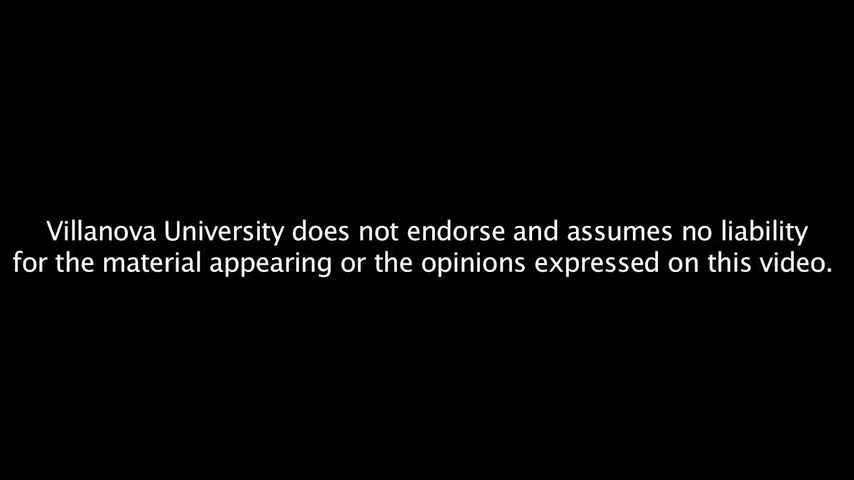 Villanova University does not endorse and assumes no liability
for the material appearing or the opinions expressed on this video.